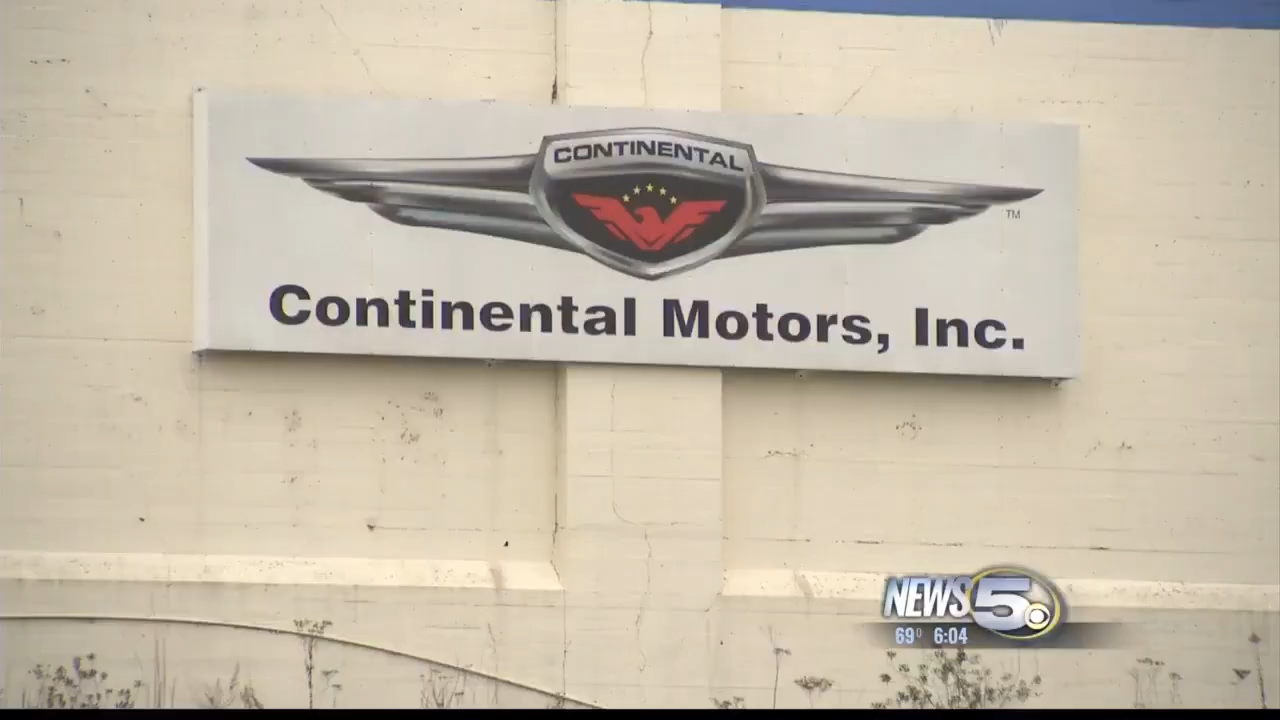 CONTINENTAL
TM
Continental Motors, Inc.
NEWS 5
69° 6:04